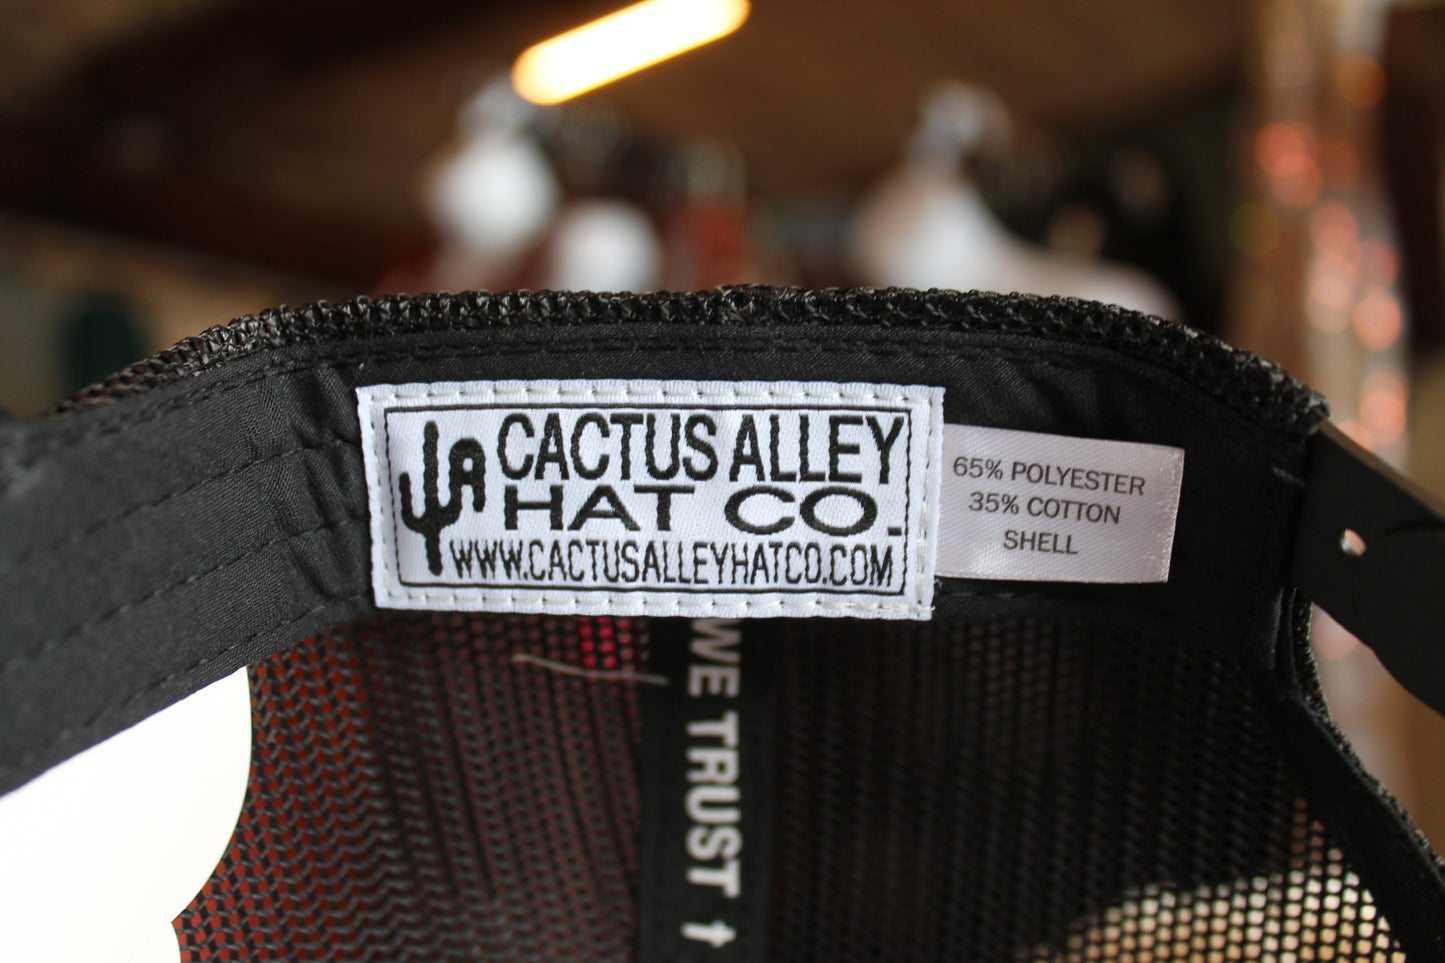 CACTUS ALLEY
HAT CO.
WWW.CACTUSALLEYHATCO.COM
65% POLYESTER
35% COTTON
SHELL
WE TRUST †